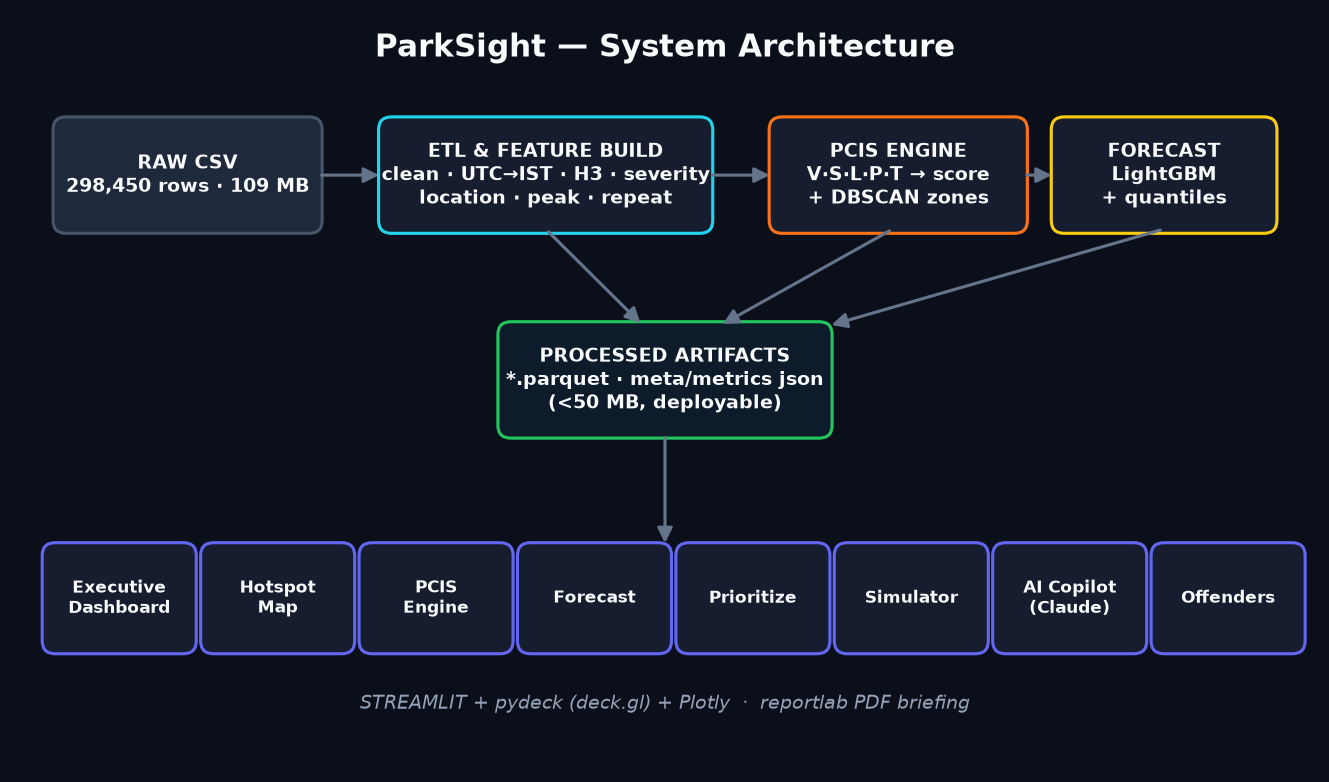 ParkSight — System Architecture
RAW CSV
298,450 rows · 109 MB
ETL & FEATURE BUILD
clean · UTC→IST · H3 · severity
location · peak · repeat
PCIS ENGINE
V·S·L·P·T → score
+ DBSCAN zones
FORECAST
LightGBM
+ quantiles
PROCESSED ARTIFACTS
*.parquet · meta/metrics json
(<50 MB, deployable)
Executive
Dashboard
Hotspot
Map
PCIS
Engine
Forecast
Prioritize
Simulator
AI Copilot
(Claude)
Offenders
STREAMLIT + pydeck (deck.gl) + Plotly · reportlab PDF briefing